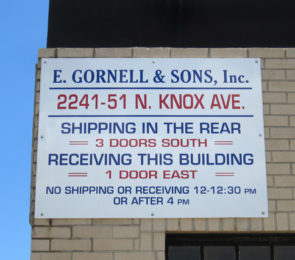 E. GORNELL & SONS, Inc.
2241-51 N. KNOX AVE.
SHIPPING IN THE REAR
3 DOORS SOUTH
RECEIVING THIS BUILDING
1 DOOR EAST
NO SHIPPING OR RECEIVING 12-12:30 PM
OR AFTER 4 PM